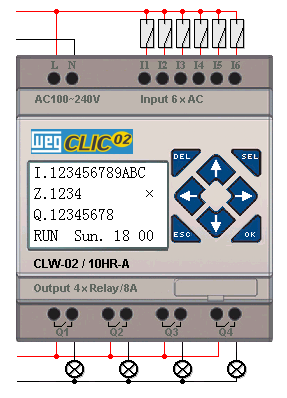 L N I1 I2 I3 I4 I5 I6
AC100~240V Input 6 x AC
WEG CLIC 02
DEL SEL
I.123456789ABC
Z.1234 ×
Q.12345678
RUN Sun. 18 00
ESC OK
CLW-02 / 10HR-A
Output 4 x Relay/8A
Q1 Q2 Q3 Q4